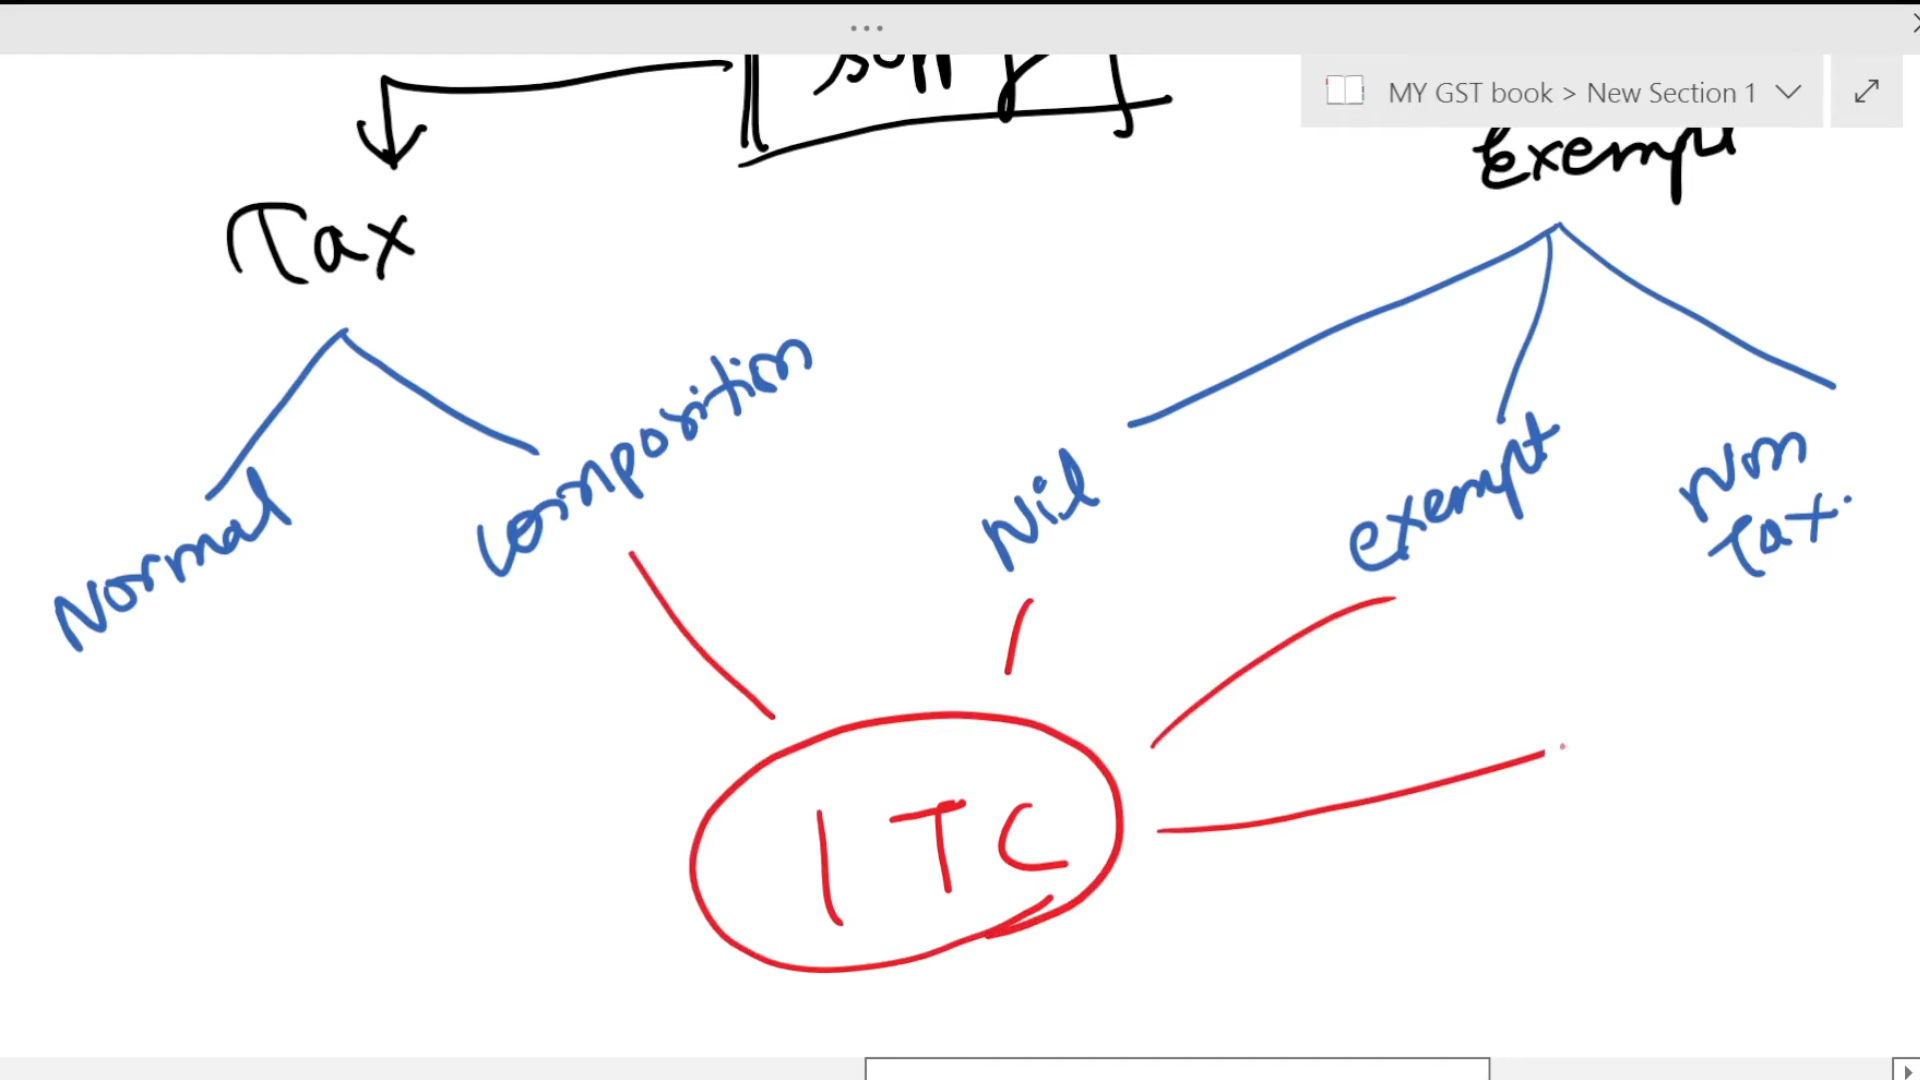 ...
MY GST book > New Section 1
Exempt
Tax
Normal
composition
Nil
exempt
Non
Tax.
ITC